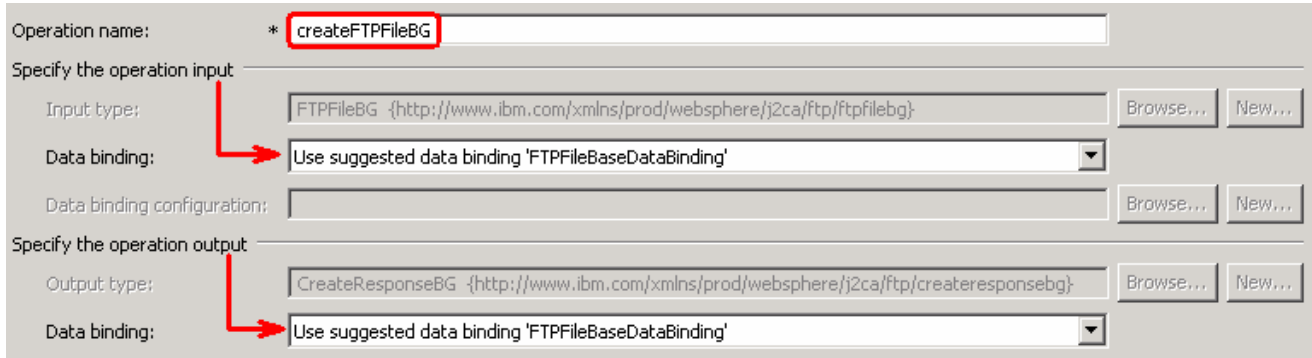 Operation name: * createFTPFileBG
Specify the operation input
Input type: FTPFileBG {http://www.ibm.com/xmlns/prod/websphere/j2ca/ftp/ftpfilebg} Browse... New...
Data binding: Use suggested data binding 'FTPFileBaseDataBinding'
Data binding configuration: Browse... New...
Specify the operation output
Output type: CreateResponseBG {http://www.ibm.com/xmlns/prod/websphere/j2ca/ftp/createresponsebg} Browse... New...
Data binding: Use suggested data binding 'FTPFileBaseDataBinding'